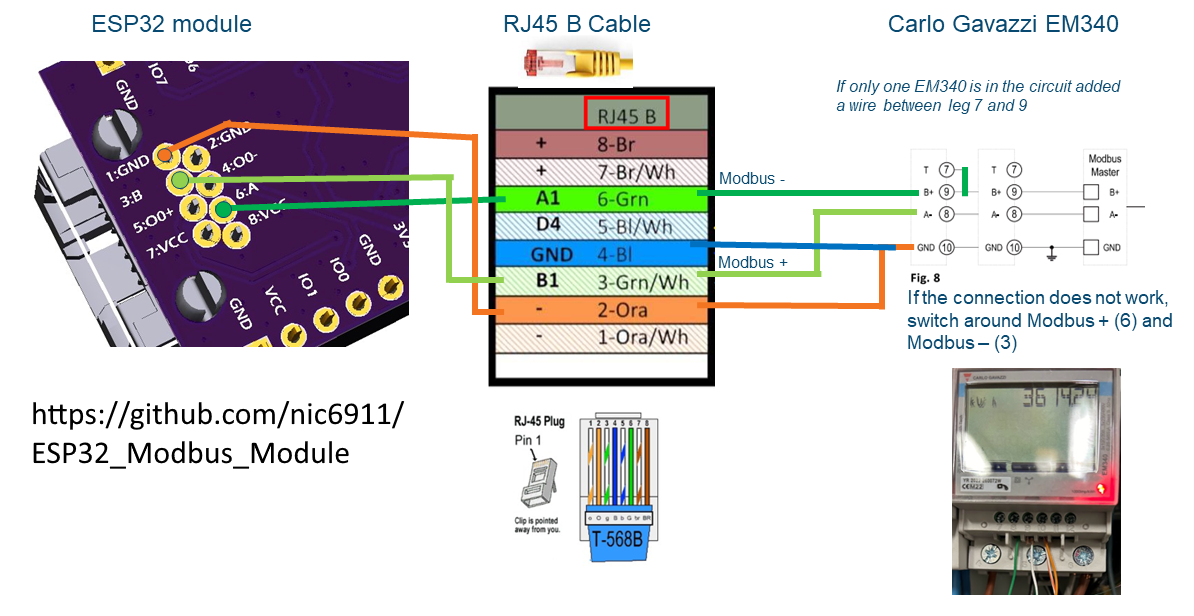 ESP32 module
RJ45 B Cable
Carlo Gavazzi EM340
If only one EM340 is in the circuit added
a wire between leg 7 and 9
IO7
GND
2:GND
1:GND
4:O0-
3:B
6:A
5:O0+
8:VCC
7:VCC
GND
3V3
IO0
IO1
VCC
GND
RJ45 B
+ 8-Br
+ 7-Br/Wh
A1 6-Grn
D4 5-Bl/Wh
GND 4-Bl
B1 3-Grn/Wh
- 2-Ora
- 1-Ora/Wh
Modbus -
Modbus +
T 7 T 7 Modbus
Master
B+ 9 B+ 9 B+
A- 8 A- 8 A-
GND 10 GND 10 GND
Fig. 8
If the connection does not work,
switch around Modbus + (6) and
Modbus – (3)
https://github.com/nic6911/
ESP32_Modbus_Module
RJ-45 Plug
Pin 1
Clip is pointed
away from you.
1 2 3 4 5 6 7 8
o O g B b G br BR
T-568B
CARLO GAVAZZI
kWh